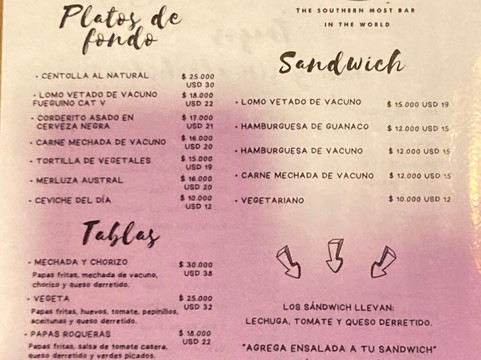 THE SOUTHERN MOST BAR
IN THE WORLD
Platos de
fondo
• CENTOLLA AL NATURAL $ 25.000
USD 30
• LOMO VETADO DE VACUNO $ 18.000
FUEGUINO CAT V USD 22
• CORDERITO ASADO EN $ 17.000
CERVEZA NEGRA USD 21
• CARNE MECHADA DE VACUNO $ 16.000
USD 20
• TORTILLA DE VEGETALES $ 15.000
USD 19
• MERLUZA AUSTRAL $ 16.000
USD 20
• CEVICHE DEL DÍA $ 10.000
USD 12
Tablas
• MECHADA Y CHORIZO $ 30.000
USD 38
Papas fritas, mechada de vacuno,
chorizo y queso derretido.
• VEGETA $ 25.000
USD 32
Papas fritas, huevos, tomate, pepinillos,
aceitunas y queso derretido.
• PAPAS ROQUERAS $ 18.000
USD 22
Papas fritas, salsa de tomate casera,
queso derretido y verdes picados.
Sandwich
• LOMO VETADO DE VACUNO $ 15.000 USD 19
• HAMBURGUESA DE GUANACO $ 12.000 USD 15
• HAMBURGUESA DE VACUNO $ 12.000 USD 15
• CARNE MECHADA DE VACUNO $ 12.000 USD 15
• VEGETARIANO $ 10.000 USD 12
LOS SÁNDWICH LLEVAN:
LECHUGA, TOMATE Y QUESO DERRETIDO.
"AGREGA ENSALADA A TU SANDWICH"